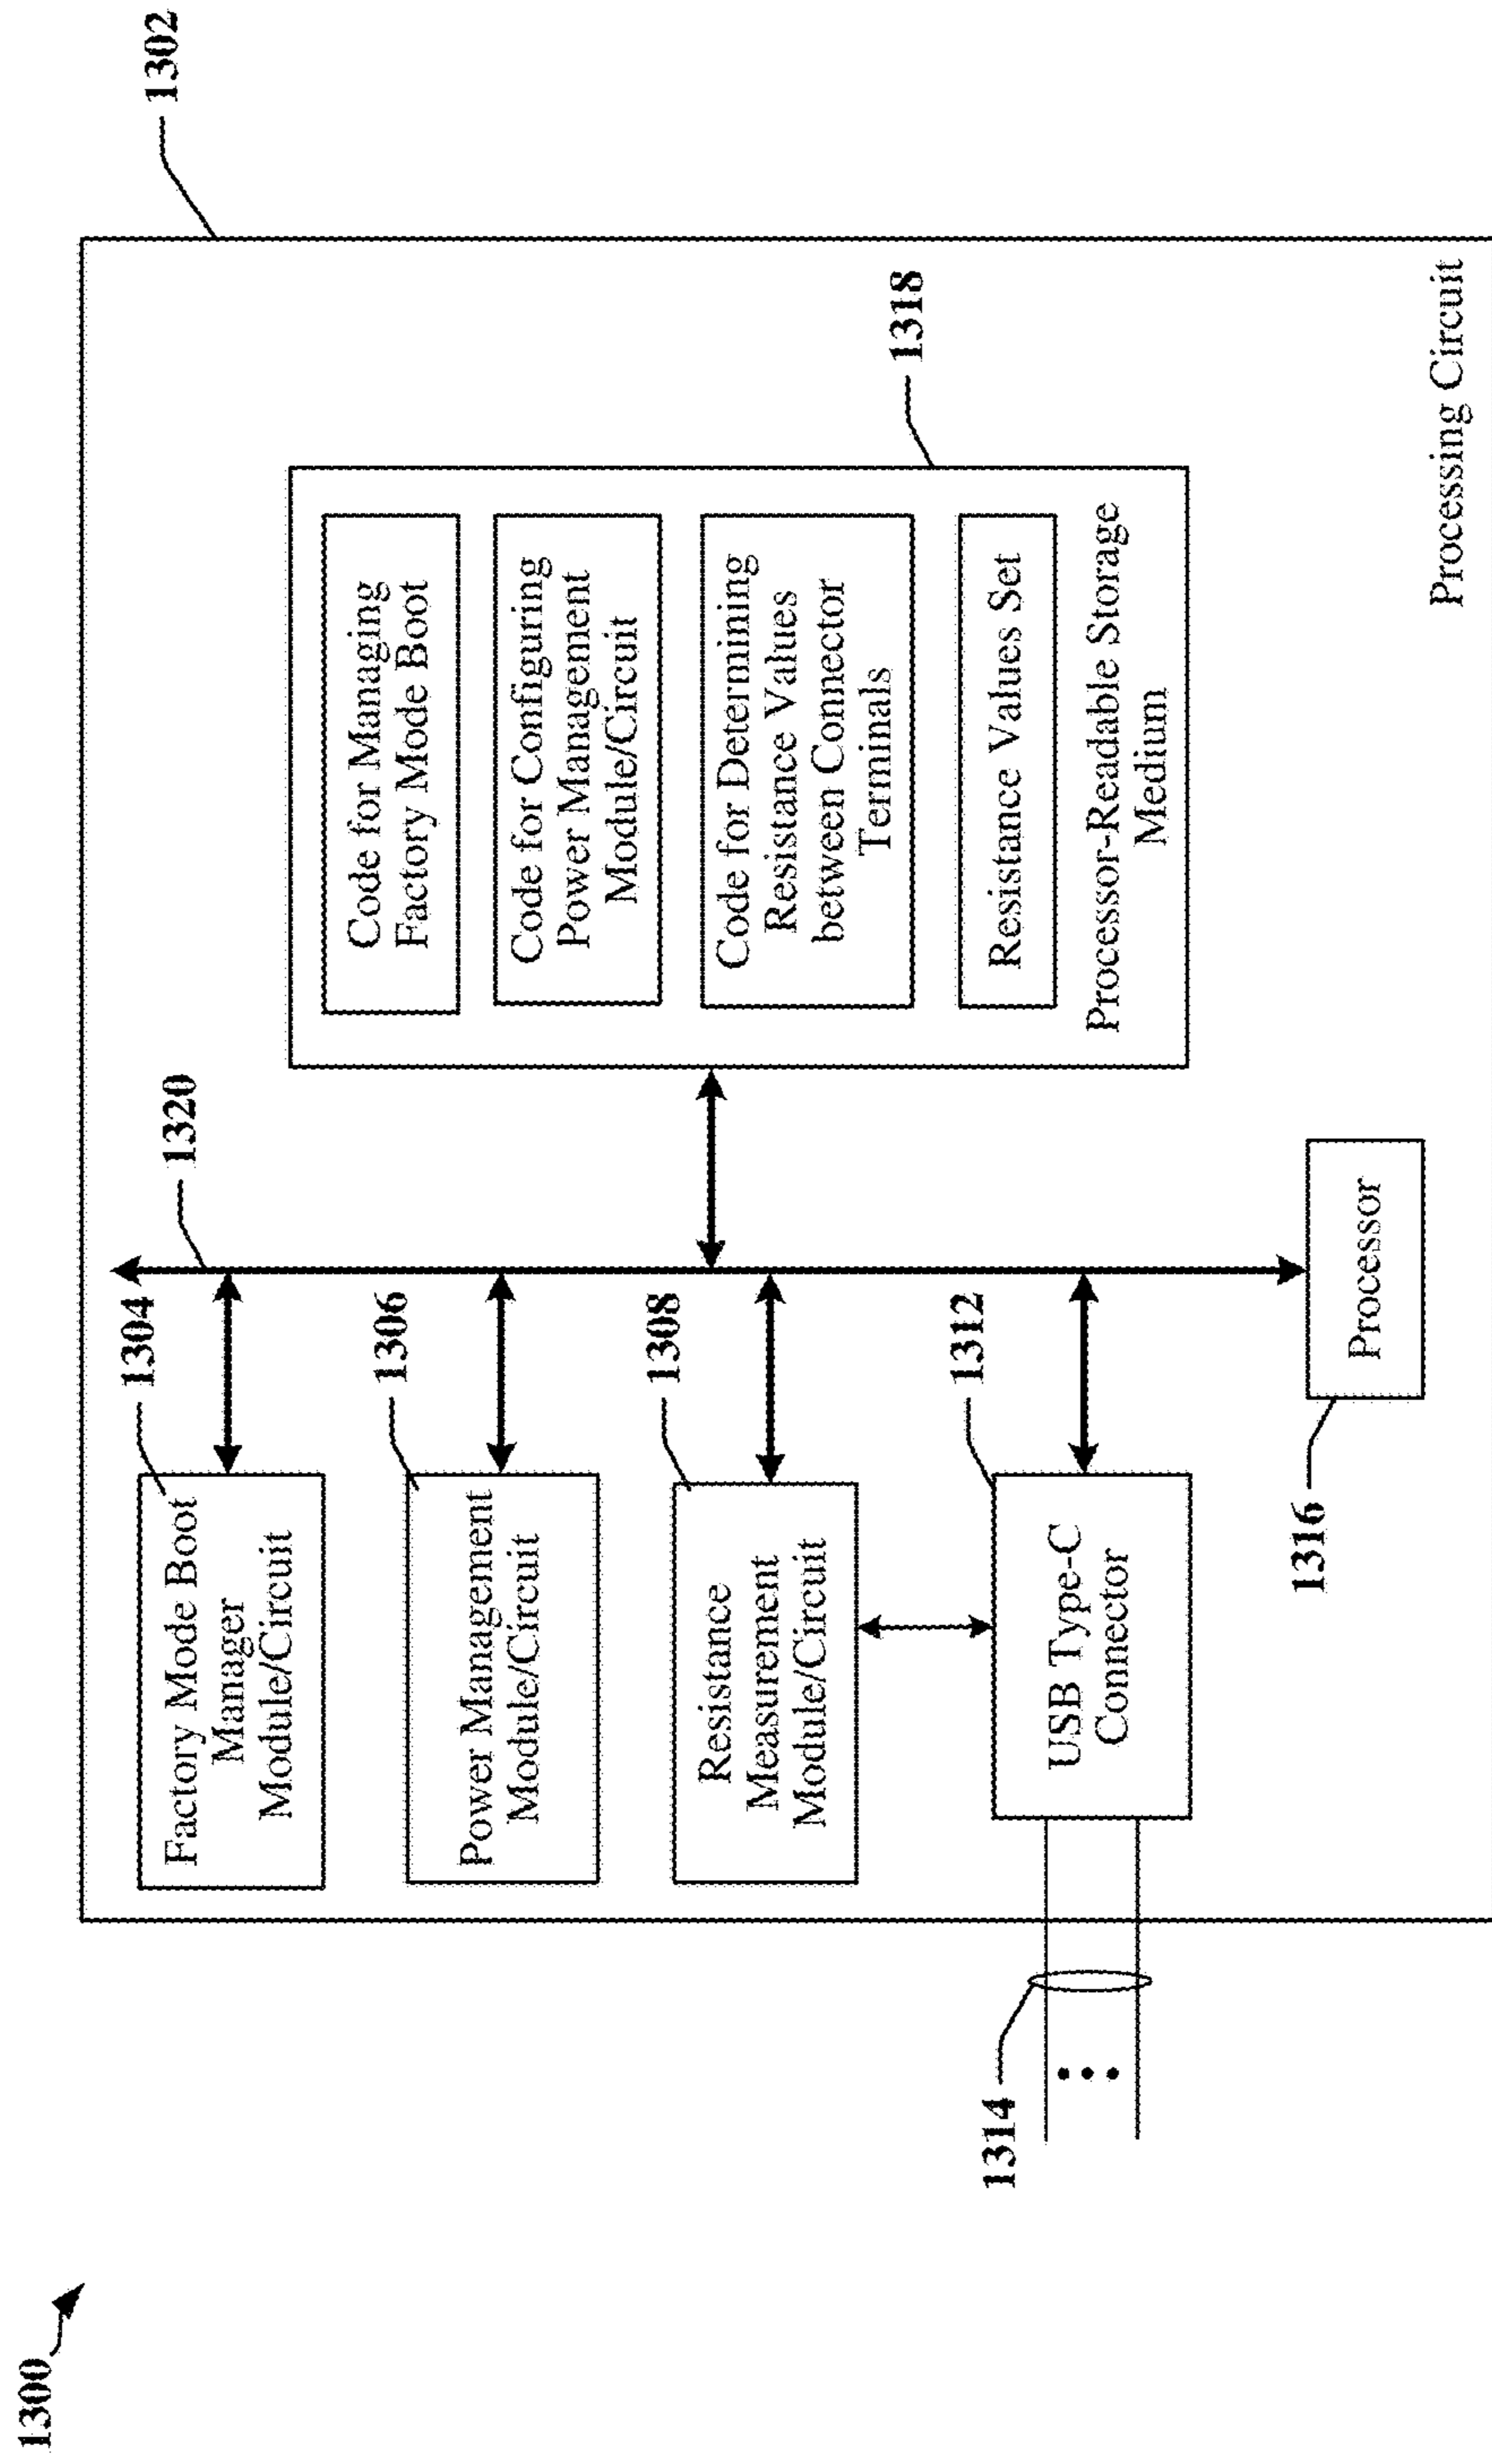 1300
1302
1320
1304
Factory Mode Boot
Manager
Module/Circuit
1306
Power Management
Module/Circuit
1308
Resistance
Measurement
Module/Circuit
1312
USB Type-C
Connector
1314
1316
Processor
1318
Code for Managing
Factory Mode Boot
Code for Configuring
Power Management
Module/Circuit
Code for Determining
Resistance Values
between Connector
Terminals
Resistance Values Set
Processor-Readable Storage
Medium
Processing Circuit